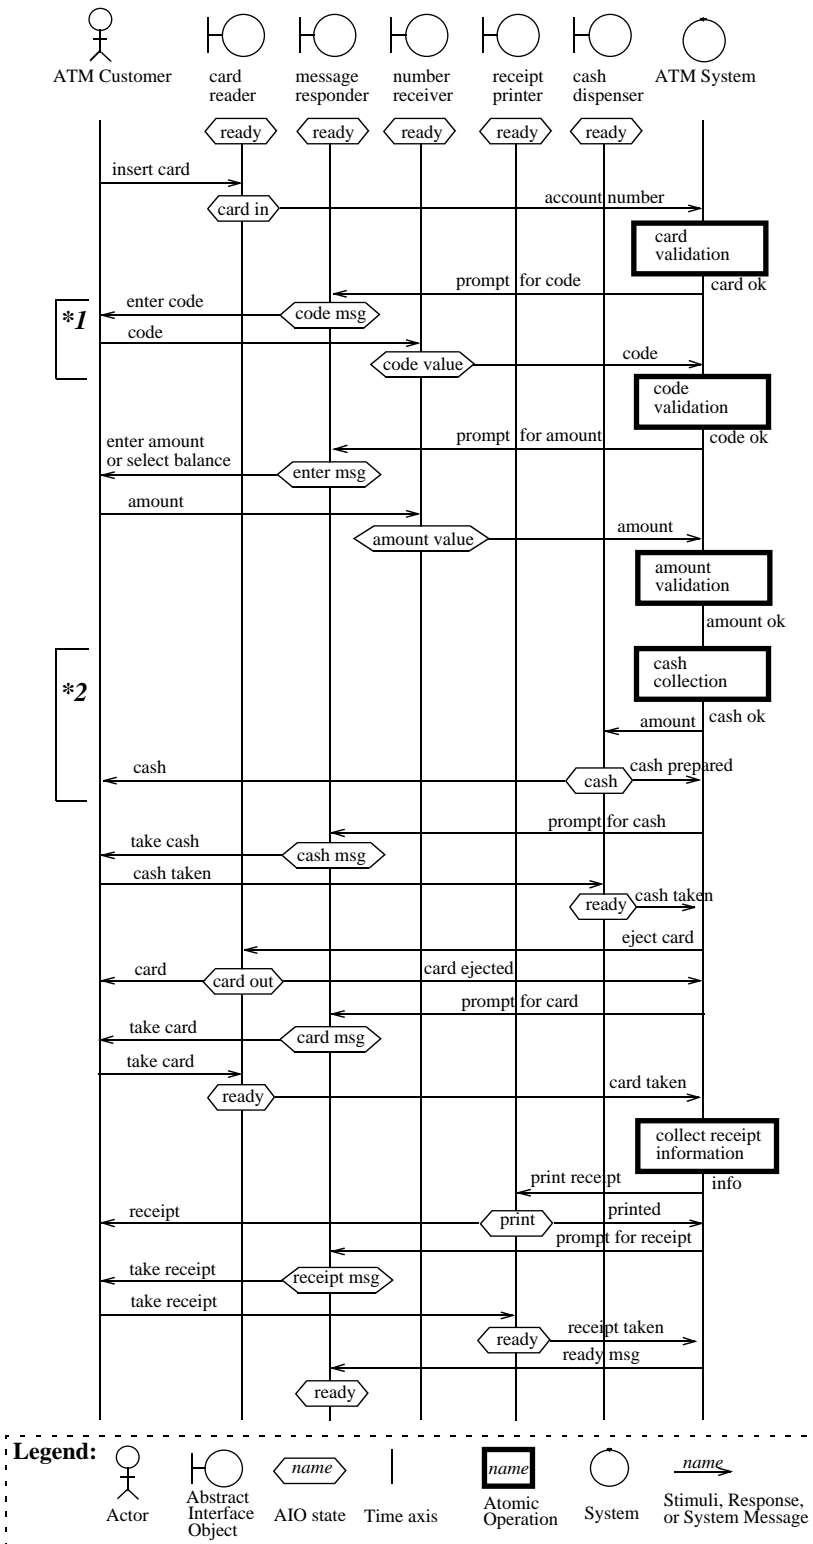 ATM Customer
card
reader
message
responder
number
receiver
receipt
printer
cash
dispenser
ATM System
ready
ready
ready
ready
ready
insert card
card in
account number
card
validation
card ok
prompt for code
*1
enter code
code msg
code
code value
code
code
validation
code ok
prompt for amount
enter amount
or select balance
enter msg
amount
amount value
amount
amount
validation
amount ok
*2
cash
collection
cash ok
amount
cash
cash
cash prepared
prompt for cash
take cash
cash msg
cash taken
ready
cash taken
eject card
card
card out
card ejected
prompt for card
take card
card msg
take card
ready
card taken
collect receipt
information
info
print receipt
receipt
print
printed
prompt for receipt
take receipt
receipt msg
take receipt
ready
receipt taken
ready msg
ready
Legend:
Actor
Abstract
Interface
Object
name
AIO state
Time axis
name
Atomic
Operation
System
name
Stimuli, Response,
or System Message